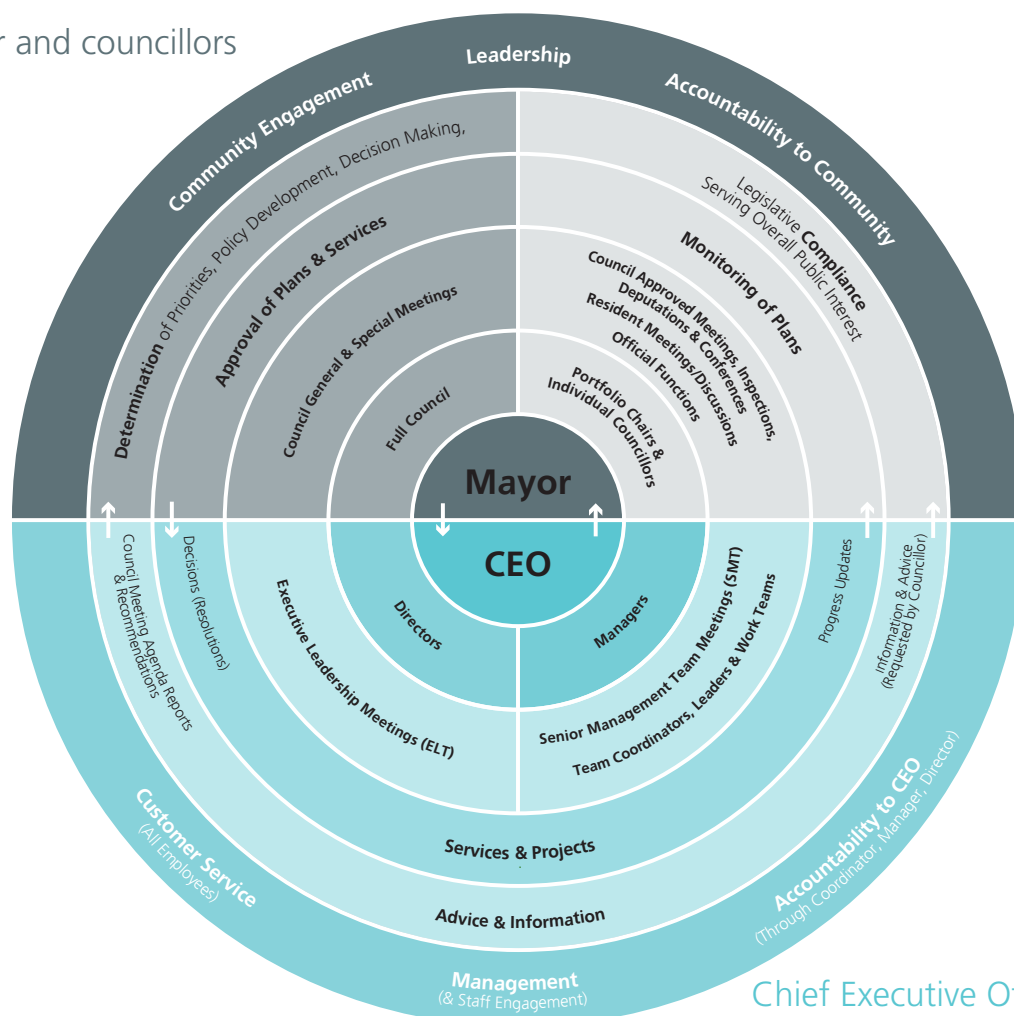 r and councillors
Leadership
Community Engagement
Accountability to Community
Determination of Priorities, Policy Development, Decision Making,
Legislative Compliance
Serving Overall Public Interest
Approval of Plans & Services
Monitoring of Plans
Council General & Special Meetings
Council Approved Meetings, Inspections,
Deputations & Conferences
Resident Meetings/Discussions
Official Functions
Full Council
Portfolio Chairs &
Individual Councillors
Mayor
CEO
Directors
Managers
Council Meeting Agenda Reports
& Recommendations
Decisions (Resolutions)
Executive Leadership Meetings (ELT)
Senior Management Team Meetings (SMT)
Team Coordinators, Leaders & Work Teams
Progress Updates
Information & Advice
(Requested by Councillor)
Services & Projects
Advice & Information
Customer Service
(All Employees)
Management
(& Staff Engagement)
Accountability to CEO
(Through Coordinator, Manager, Director)
Chief Executive Of